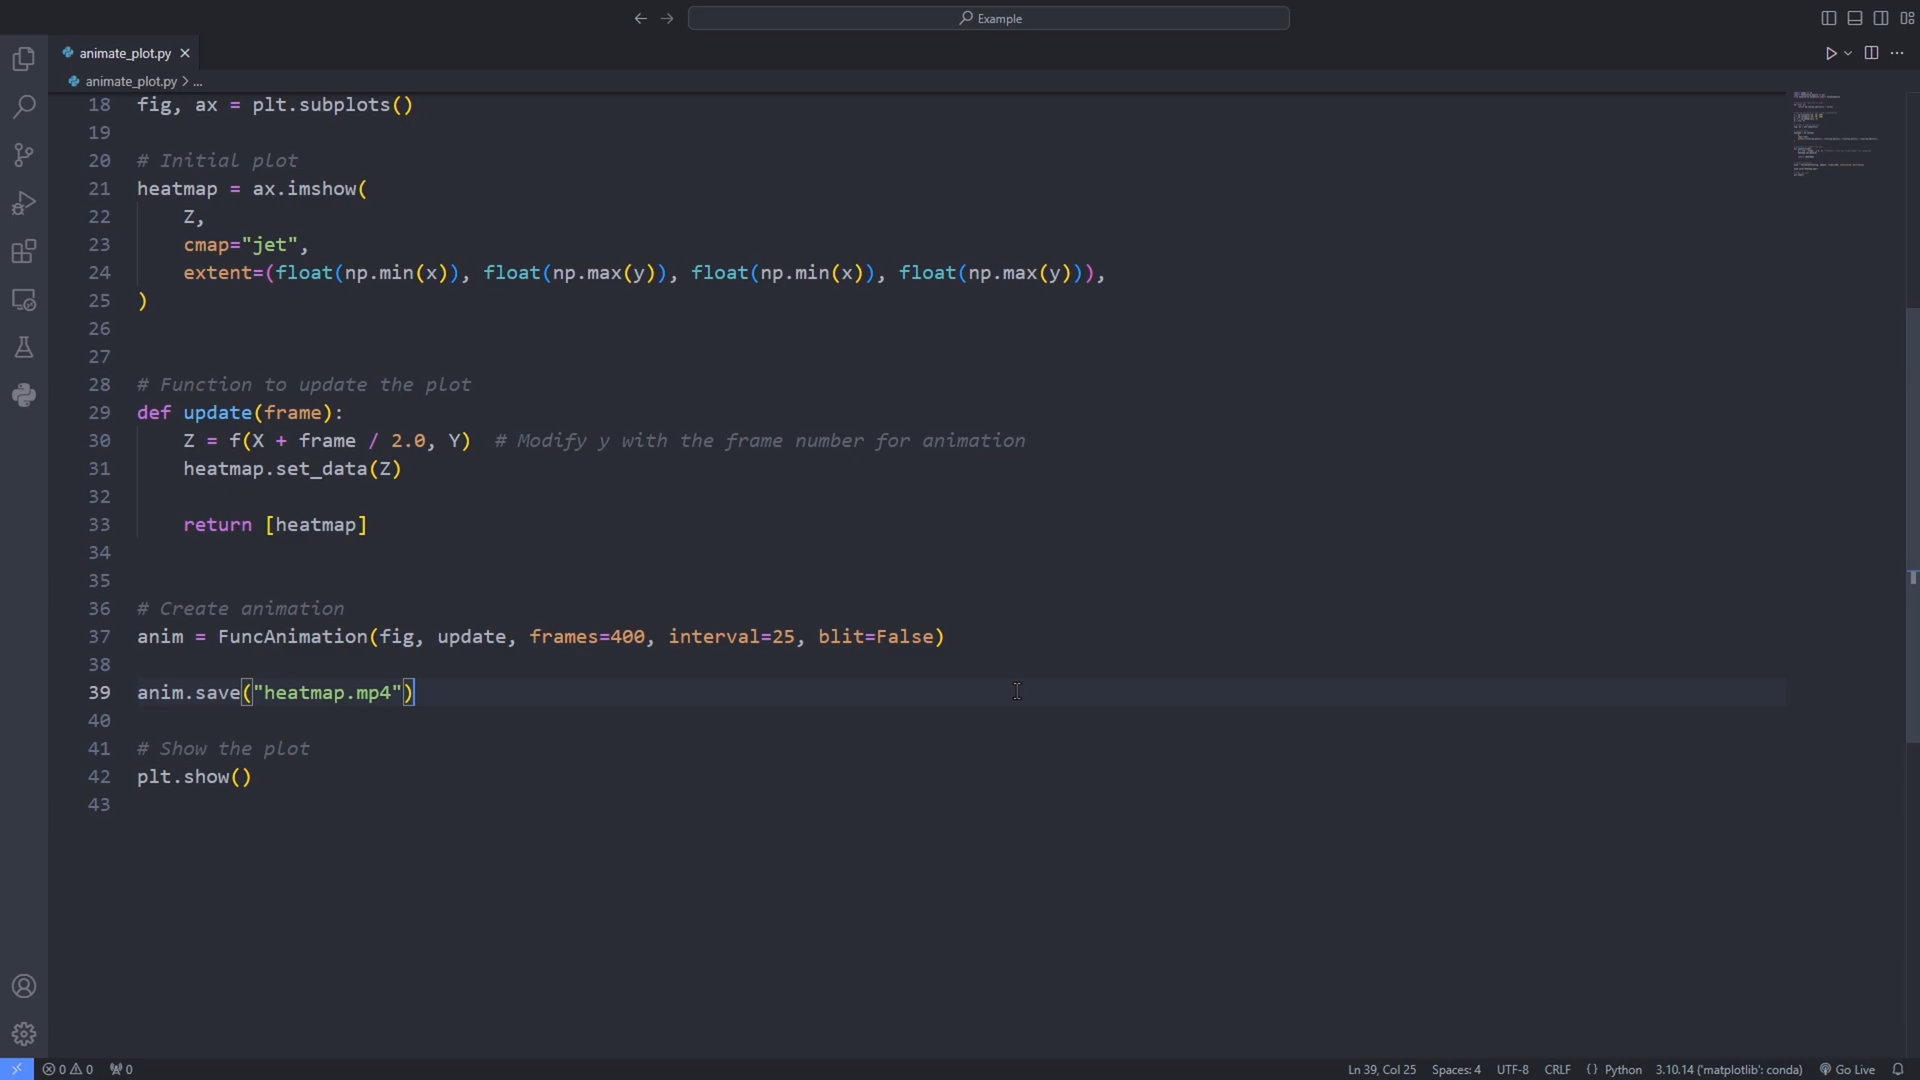 Example
animate_plot.py
animate_plot.py > ...
18 fig, ax = plt.subplots()
19
20 # Initial plot
21 heatmap = ax.imshow(
22     Z,
23     cmap="jet",
24     extent=(float(np.min(x)), float(np.max(y)), float(np.min(x)), float(np.max(y))),
25 )
26
27
28 # Function to update the plot
29 def update(frame):
30     Z = f(X + frame / 2.0, Y)  # Modify y with the frame number for animation
31     heatmap.set_data(Z)
32
33     return [heatmap]
34
35
36 # Create animation
37 anim = FuncAnimation(fig, update, frames=400, interval=25, blit=False)
38
39 anim.save("heatmap.mp4")
40
41 # Show the plot
42 plt.show()
43
0 0 0 Ln 39, Col 25 Spaces: 4 UTF-8 CRLF {} Python 3.10.14 ('matplotlib': conda) Go Live